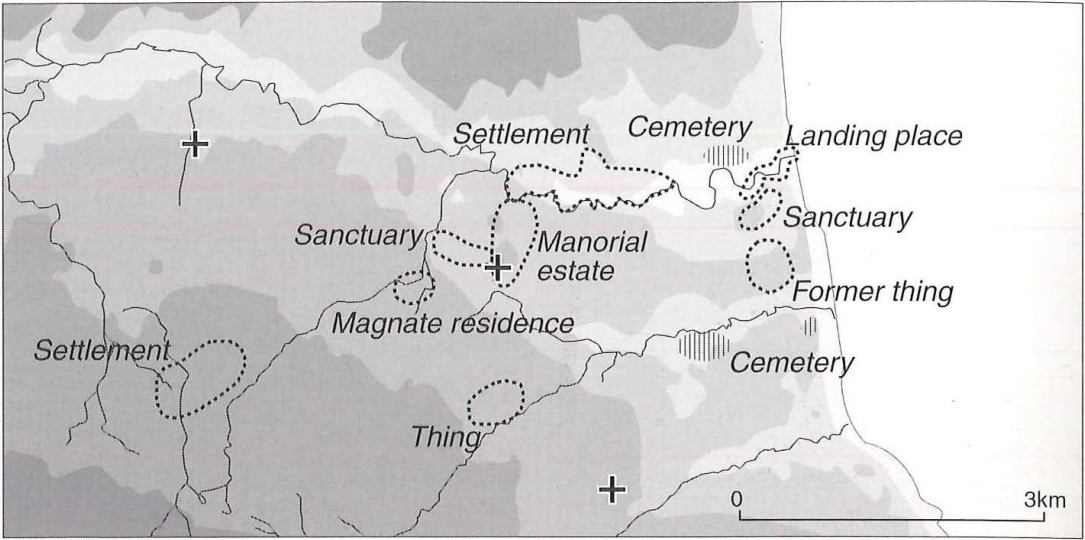 Settlement
Cemetery
Landing place
Sanctuary
Sanctuary
Manorial
estate
Former thing
Magnate residence
Settlement
Cemetery
Thing
0
3km